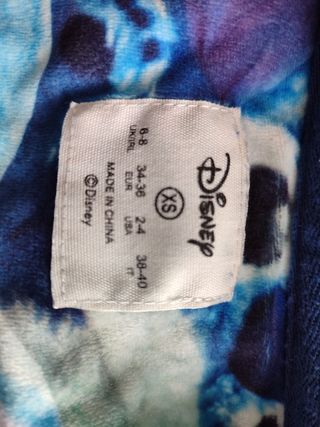 Disney
XS
6-8 34-36 2-4 38-40
UK/IRL EUR USA IT
MADE IN CHINA
©Disney